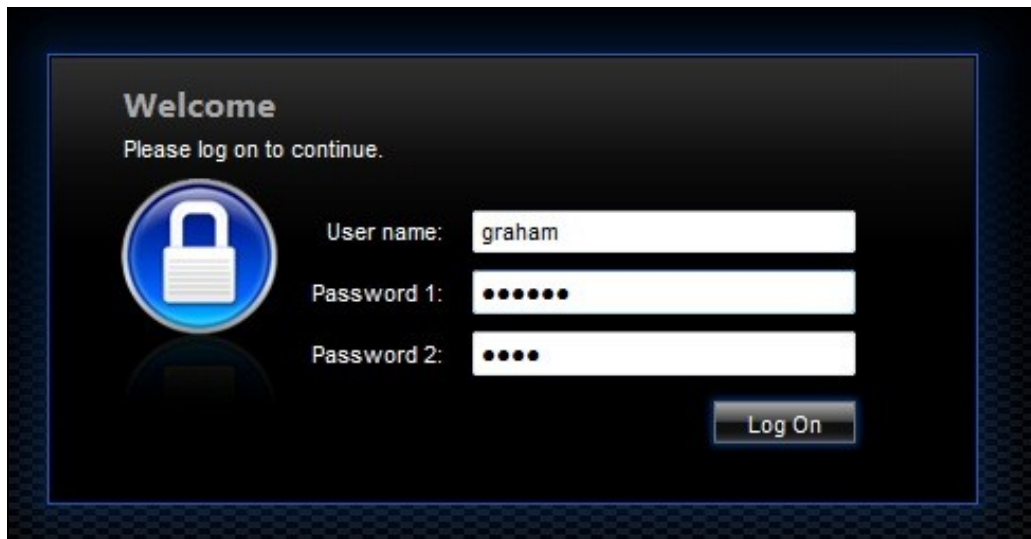 Welcome
Please log on to continue.
User name: graham
Password 1: ●●●●●●
Password 2: ●●●●
Log On